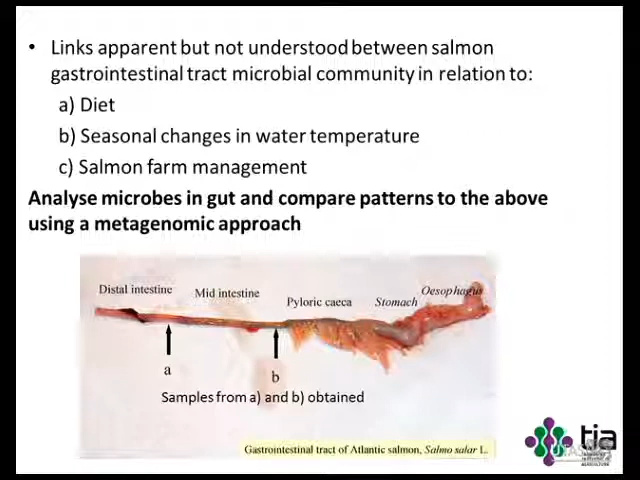 • Links apparent but not understood between salmon
gastrointestinal tract microbial community in relation to:
a) Diet
b) Seasonal changes in water temperature
c) Salmon farm management
Analyse microbes in gut and compare patterns to the above
using a metagenomic approach
Distal intestine
Mid intestine
Pyloric caeca
Stomach
Oesophagus
a
b
Samples from a) and b) obtained
Gastrointestinal tract of Atlantic salmon, Salmo salar L.
tia